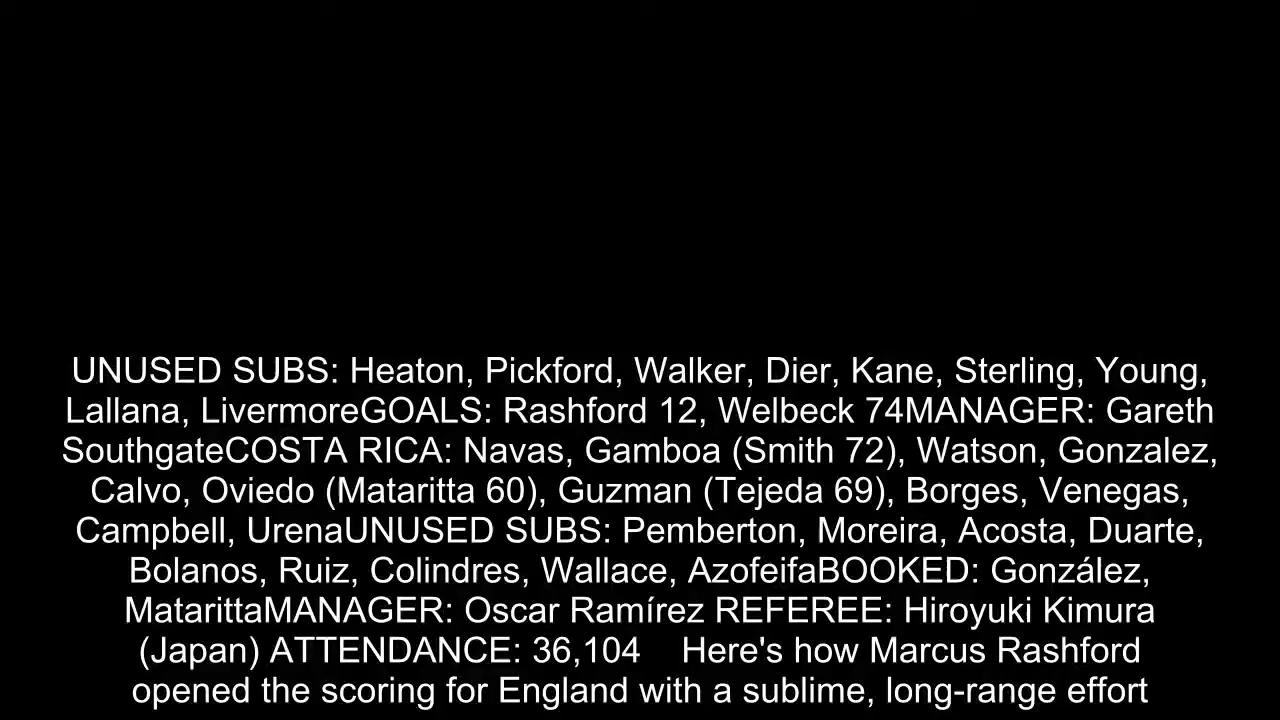 UNUSED SUBS: Heaton, Pickford, Walker, Dier, Kane, Sterling, Young,
Lallana, LivermoreGOALS: Rashford 12, Welbeck 74MANAGER: Gareth
SouthgateCOSTA RICA: Navas, Gamboa (Smith 72), Watson, Gonzalez,
Calvo, Oviedo (Mataritta 60), Guzman (Tejeda 69), Borges, Venegas,
Campbell, UrenaUNUSED SUBS: Pemberton, Moreira, Acosta, Duarte,
Bolanos, Ruiz, Colindres, Wallace, AzofeifaBOOKED: González,
MatarittaMANAGER: Oscar Ramírez REFEREE: Hiroyuki Kimura
(Japan) ATTENDANCE: 36,104    Here's how Marcus Rashford
opened the scoring for England with a sublime, long-range effort